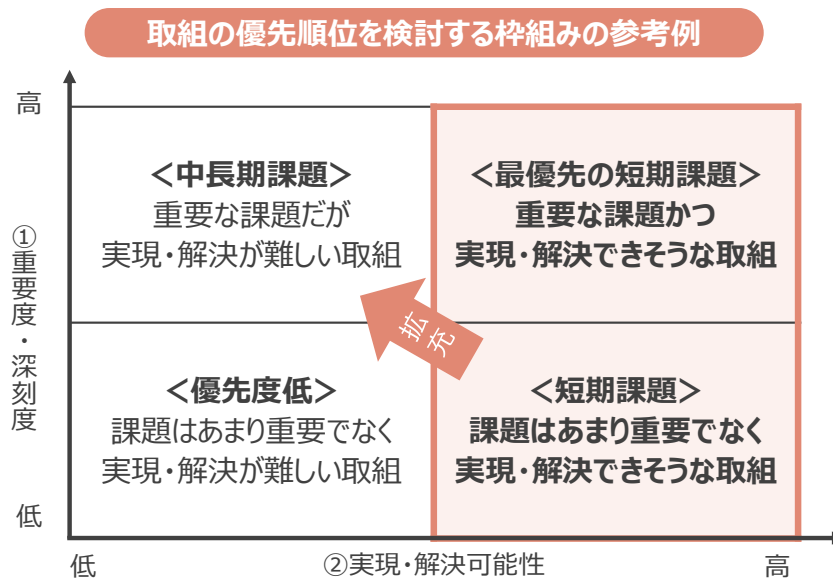 取組の優先順位を検討する枠組みの参考例
高
①重要度・深刻度
低
＜中長期課題＞
重要な課題だが
実現・解決が難しい取組
＜最優先の短期課題＞
重要な課題かつ
実現・解決できそうな取組
拡充
＜優先度低＞
課題はあまり重要でなく
実現・解決が難しい取組
＜短期課題＞
課題はあまり重要でなく
実現・解決できそうな取組
低
②実現・解決可能性
高